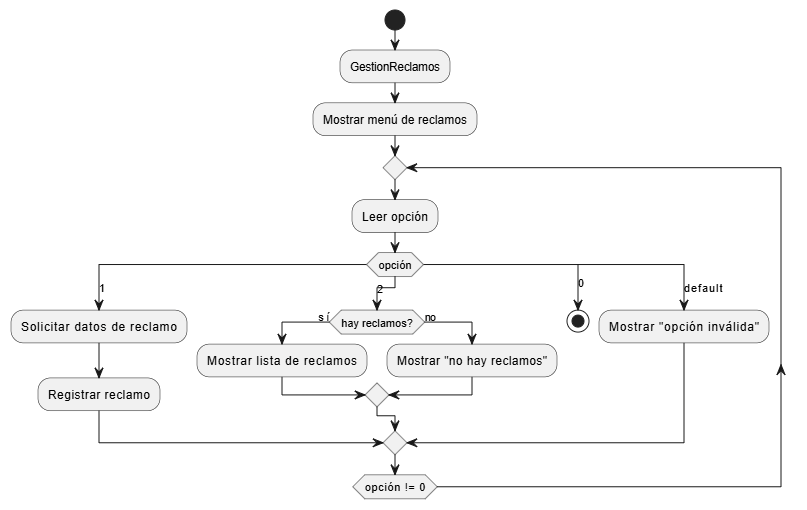 GestionReclamos
Mostrar menú de reclamos
Leer opción
opción
1
2
0
default
Solicitar datos de reclamo
sí
hay reclamos?
no
Mostrar "opción inválida"
Mostrar lista de reclamos
Mostrar "no hay reclamos"
Registrar reclamo
opción != 0